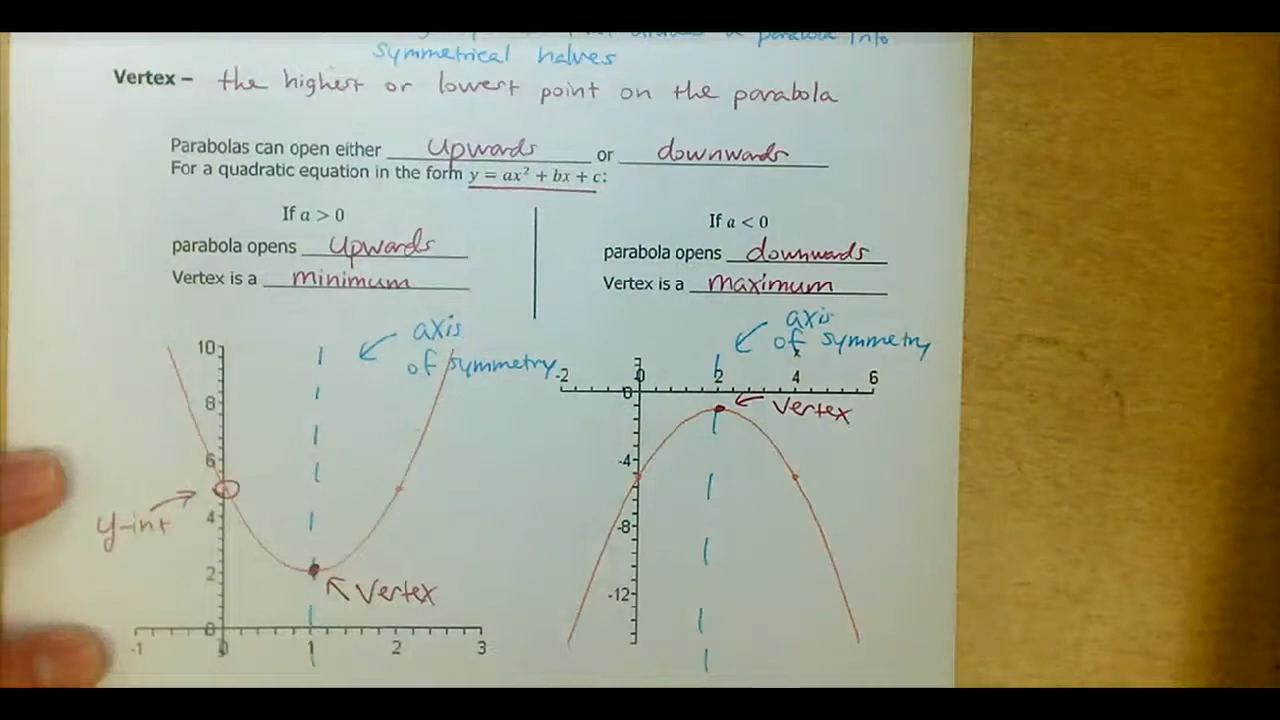 a parabola into
symmetrical halves
Vertex – the highest or lowest point on the parabola
Parabolas can open either upwards or downwards
For a quadratic equation in the form y = ax² + bx + c:
If a > 0
parabola opens upwards
Vertex is a minimum
If a < 0
parabola opens downwards
Vertex is a maximum
axis
of symmetry
10
8
6
4
2
0
-1 0 1 2 3
y-int
Vertex
axis
of symmetry
x
-2 0 2 4 6
0
-4
-8
-12
Vertex